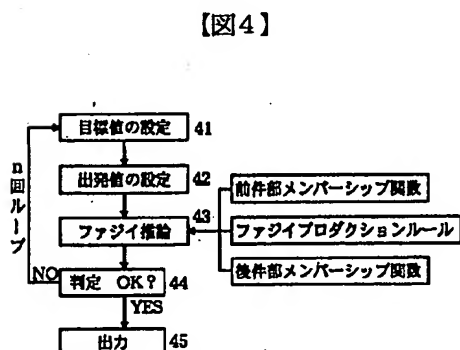 【図4】
目標値の設定 41
出発値の設定 42
ファジイ推論 43
判定 OK? 44
出力 45
n回ループ
NO
YES
前件部メンバーシップ関数
ファジイプロダクションルール
後件部メンバーシップ関数